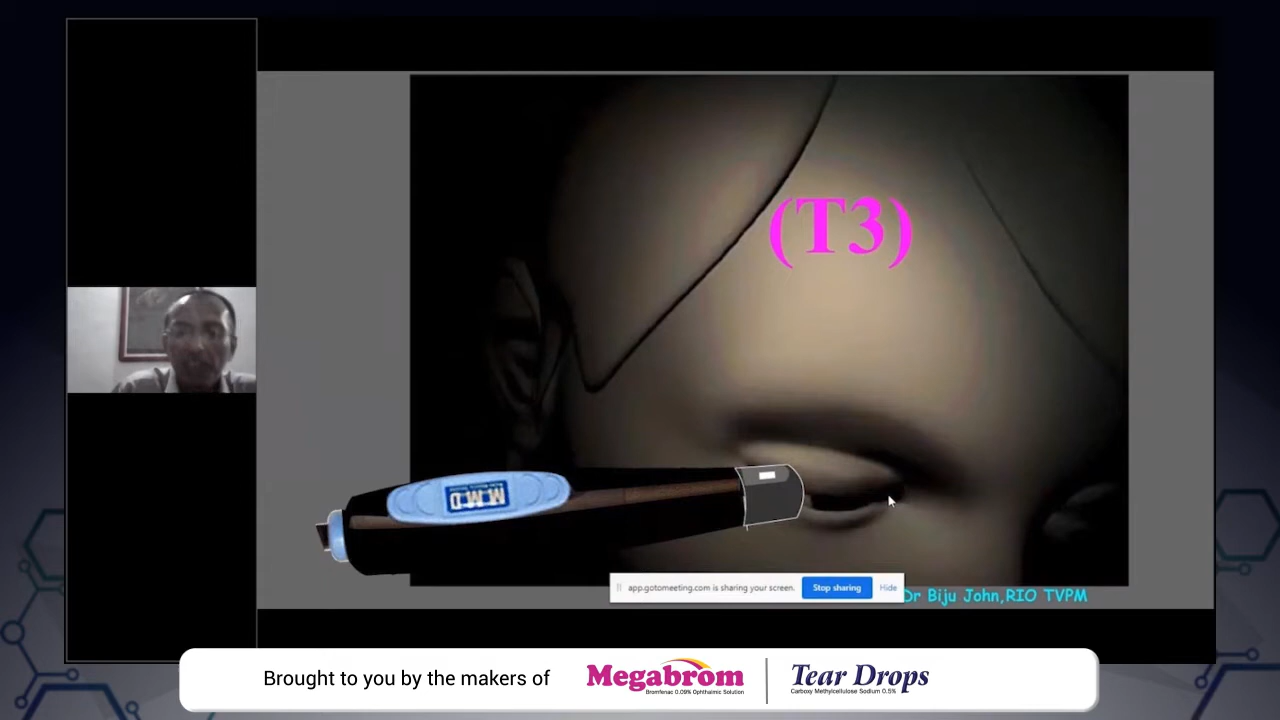 (T3)
MMD
app.gotomeeting.com is sharing your screen.
Stop sharing
Hide
Dr Biju John,RIO TVPM
Brought to you by the makers of
Megabrom
Bromfenac 0.09% Ophthalmic Solution
Tear Drops
Carboxy Methylcellulose Sodium 0.5%